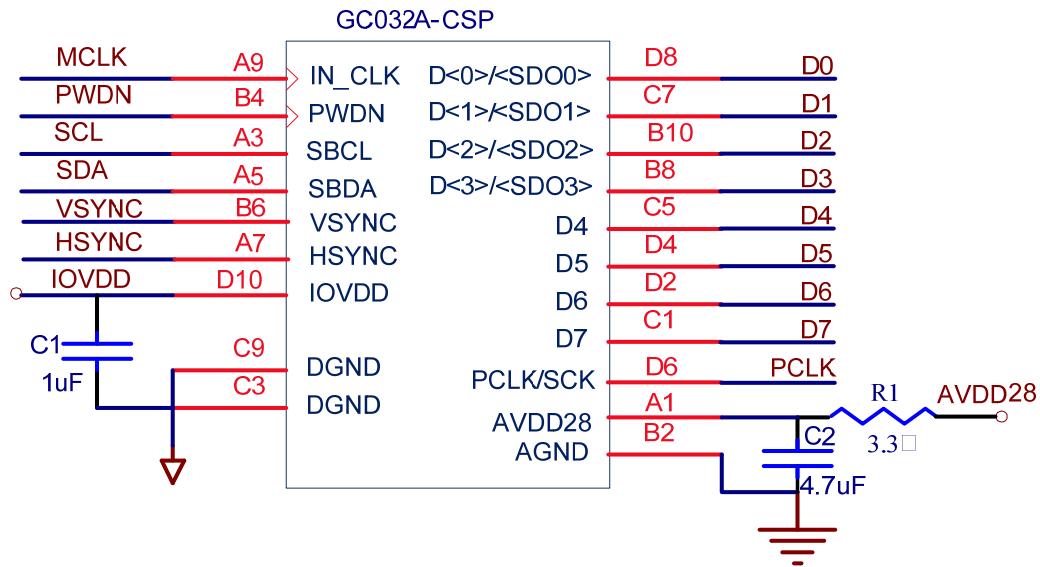 GC032A-CSP
MCLK A9 IN_CLK D<0>/<SDO0> D8 D0
PWDN B4 PWDN D<1>/<SDO1> C7 D1
SCL A3 SBCL D<2>/<SDO2> B10 D2
SDA A5 SBDA D<3>/<SDO3> B8 D3
VSYNC B6 VSYNC D4 C5 D4
HSYNC A7 HSYNC D5 D4 D5
IOVDD D10 IOVDD D6 D2 D6
C1 D7 C1 D7
1uF C9 DGND PCLK/SCK D6 PCLK
C3 DGND AVDD28 A1 R1 AVDD28
AGND B2 C2 3.3□
4.7uF